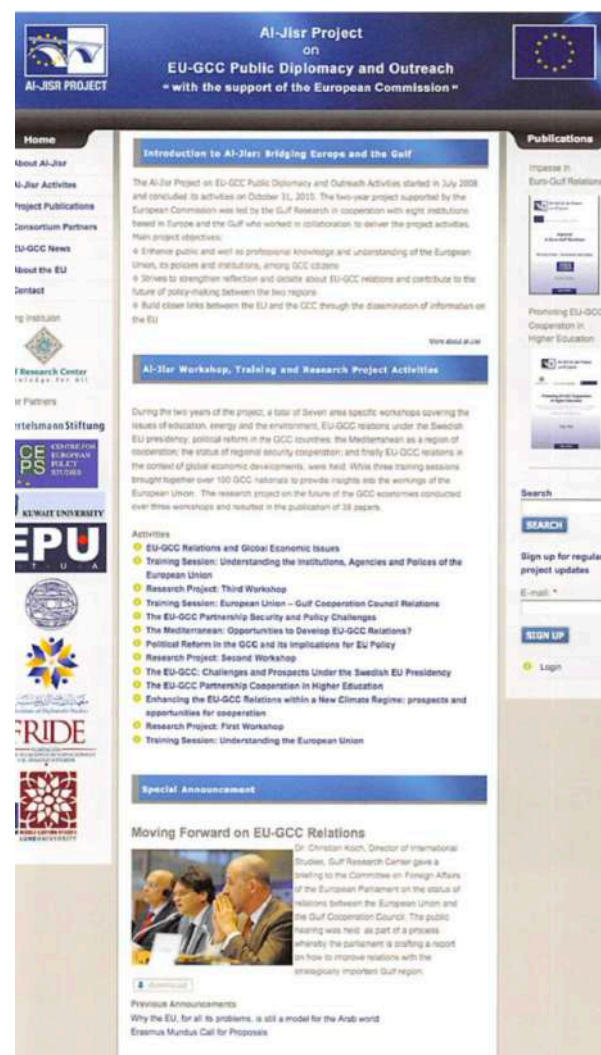 Al-Jisr Project
on
EU-GCC Public Diplomacy and Outreach
"with the support of the European Commission"
AL-JISR PROJECT
Home
About Al-Jisr
Al-Jisr Activites
Project Publications
Consortium Partners
EU-GCC News
About the EU
Contact
ng Institution
f Research Center
owledge For All
er Partners
ertelsmann Stiftung
CE
PS
CENTRE FOR
EUROPEAN
POLICY
STUDIES
KUWAIT UNIVERSITY
EPU
T · U · A
FRIDE
LUND UNIVERSITY
Introduction to Al-Jisr: Bridging Europe and the Gulf
The Al-Jisr Project on EU-GCC Public Diplomacy and Outreach Activities started in July 2008
and concluded its activities on October 31, 2010. The two-year project supported by the
European Commission was led by the Gulf Research in cooperation with eight institutions
based in Europe and the Gulf who worked in collaboration to deliver the project activities.
Main project objectives:
Enhance public and well as professional knowledge and understanding of the European
Union, its policies and institutions, among GCC citizens
Strives to strengthen reflection and debate about EU-GCC relations and contribute to the
future of policy-making between the two regions
Build closer links between the EU and the GCC through the dissemination of information on
the EU
More about al-Jisr
Al-Jisr Workshop, Training and Research Project Activities
During the two years of the project, a total of Seven area specific workshops covering the
issues of education, energy and the environment, EU-GCC relations under the Swedish
EU presidency; political reform in the GCC countries; the Mediterranean as a region of
cooperation; the status of regional security cooperation; and finally EU-GCC relations in
the context of global economic developments, were held. While three training sessions
brought together over 100 GCC nationals to provide insights into the workings of the
European Union. The research project on the future of the GCC economies conducted
over three workshops and resulted in the publication of 38 papers.
Activities
EU-GCC Relations and Global Economic Issues
Training Session: Understanding the Institutions, Agencies and Polices of the
European Union
Research Project: Third Workshop
Training Session: European Union – Gulf Cooperation Council Relations
The EU-GCC Partnership Security and Policy Challenges
The Mediterranean: Opportunities to Develop EU-GCC Relations?
Political Reform in the GCC and its Implications for EU Policy
Research Project: Second Workshop
The EU-GCC: Challenges and Prospects Under the Swedish EU Presidency
The EU-GCC Partnership Cooperation in Higher Education
Enhancing the EU-GCC Relations within a New Climate Regime: prospects and
opportunities for cooperation
Research Project: First Workshop
Training Session: Understanding the European Union
Special Announcement
Moving Forward on EU-GCC Relations
Dr. Christian Koch, Director of International
Studies, Gulf Research Center gave a
briefing to the Committee on Foreign Affairs
of the European Parliament on the status of
relations between the European Union and
the Gulf Cooperation Council. The public
hearing was held as part of a process
whereby the parliament is drafting a report
on how to improve relations with the
strategically important Gulf region.
download
Previous Announcements
Why the EU, for all its problems, is still a model for the Arab world
Erasmus Mundus Call for Proposals
Publications
Impasse in
Euro-Gulf Relations
Promoting EU-GCC
Cooperation in
Higher Education
Search
SEARCH
Sign up for regular
project updates
E-mail: *
SIGN UP
Login